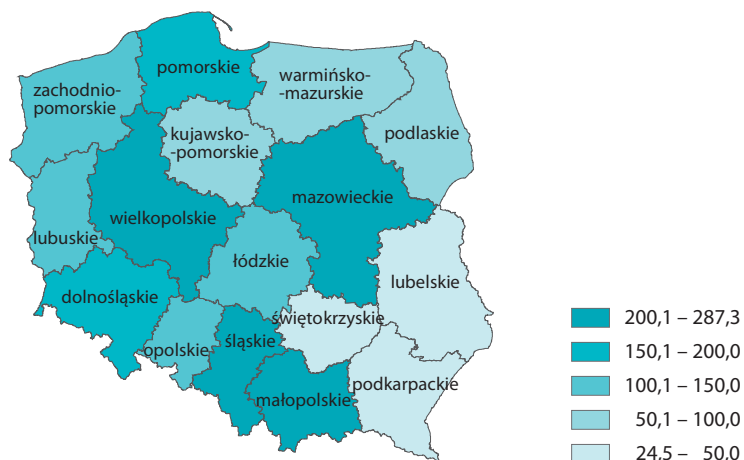 pomorskie
warmińsko-
-mazurskie
zachodnio-
pomorskie
kujawsko-
-pomorskie
podlaskie
mazowieckie
wielkopolskie
lubuskie
łódzkie
lubelskie
dolnośląskie
świętokrzyskie
opolskie
śląskie
podkarpackie
małopolskie
200,1 – 287,3
150,1 – 200,0
100,1 – 150,0
50,1 – 100,0
24,5 – 50,0